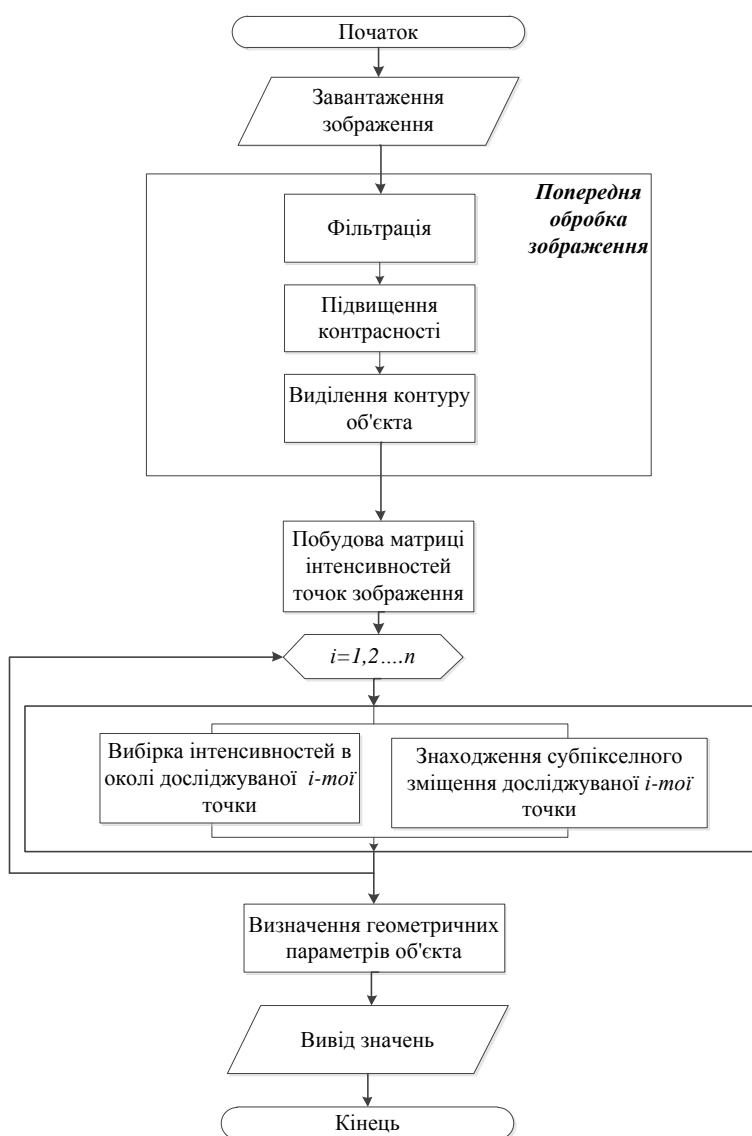 Початок
Завантаження
зображення
Попередня
обробка
зображення
Фільтрація
Підвищення
контрасності
Виділення контуру
об'єкта
Побудова матриці
інтенсивностей
точок зображення
i=1,2….n
Вибірка інтенсивностей в
околі досліджуваної i-тої
точки
Знаходження субпікселного
зміщення досліджуваної i-тої
точки
Визначення геометричних
параметрів об'єкта
Вивід значень
Кінець